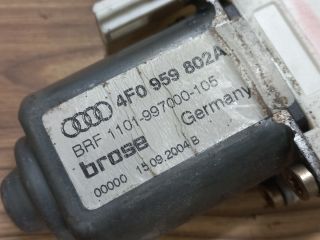 4F0 959 802A
BRF 1101-997000-105
brose Germany
00000 15.09.2004 B